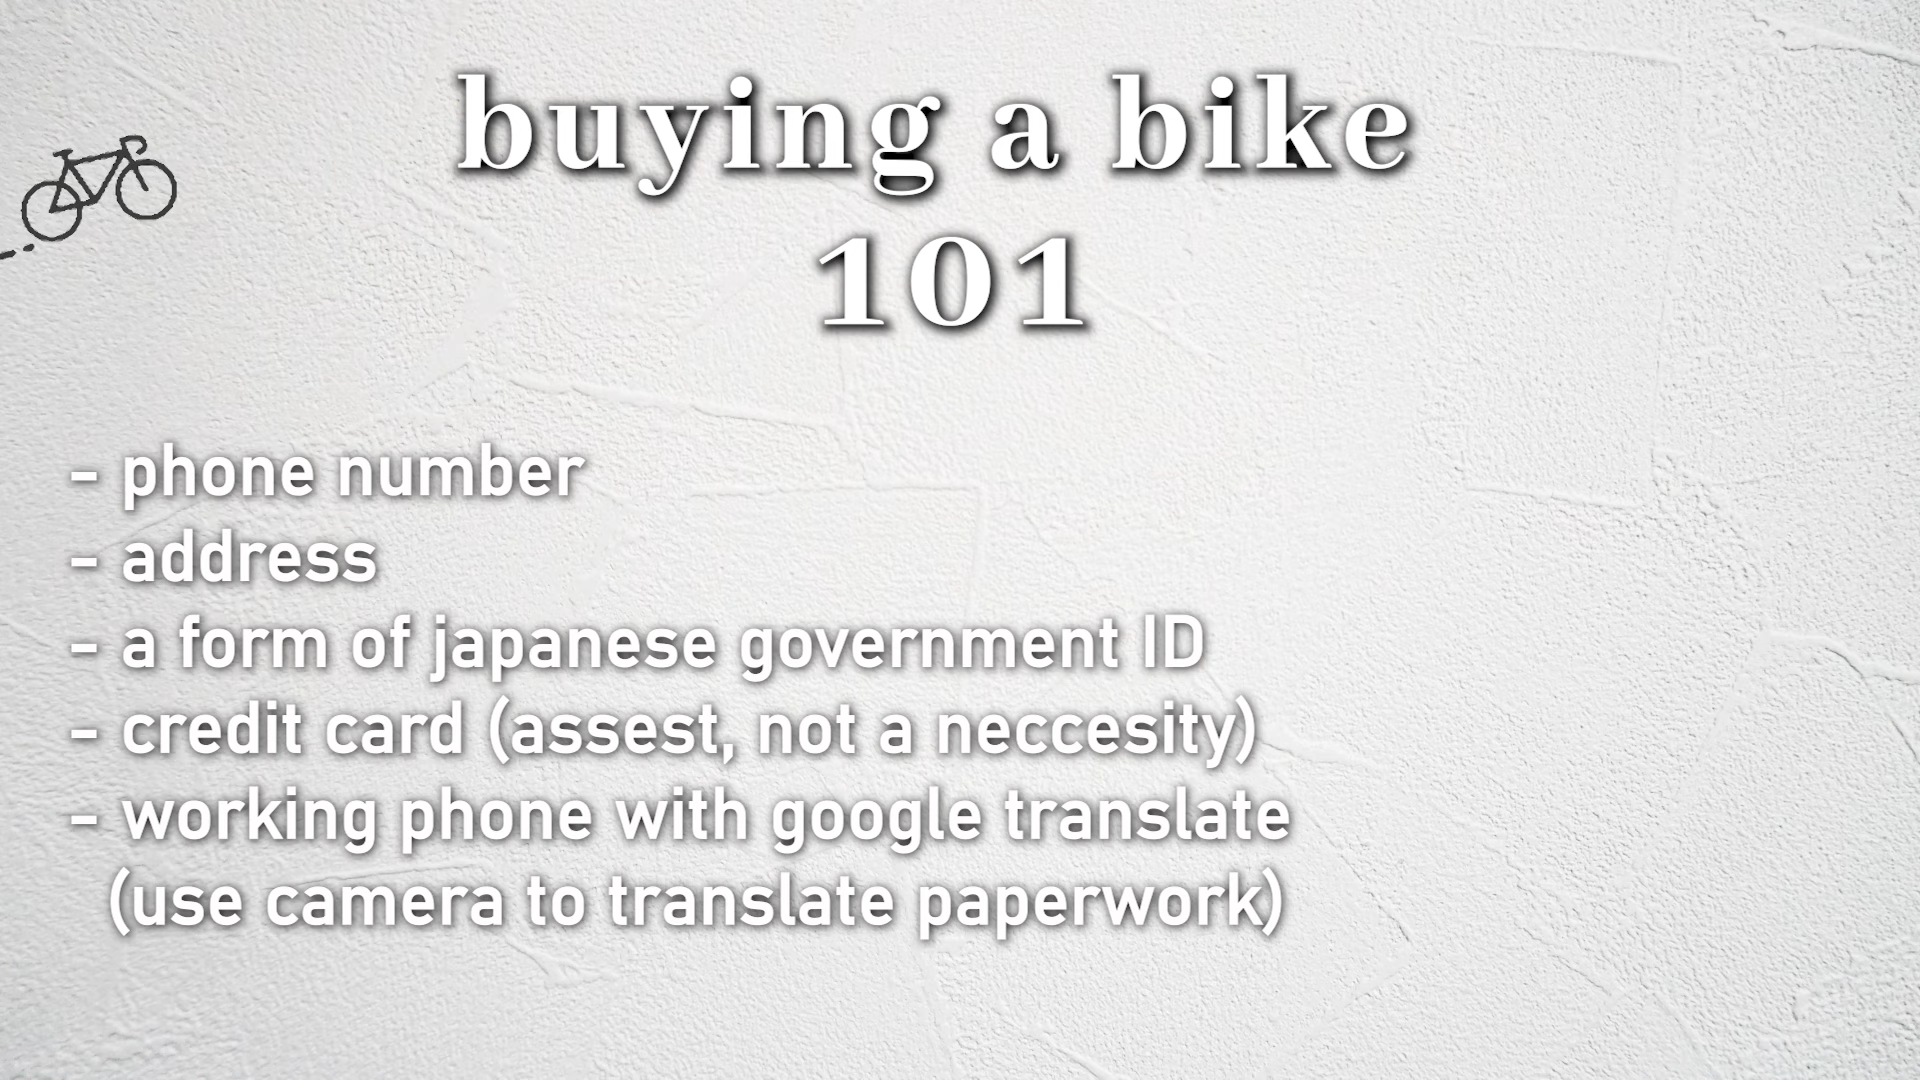 buying a bike
101
- phone number
- address
- a form of japanese government ID
- credit card (assest, not a neccesity)
- working phone with google translate
(use camera to translate paperwork)